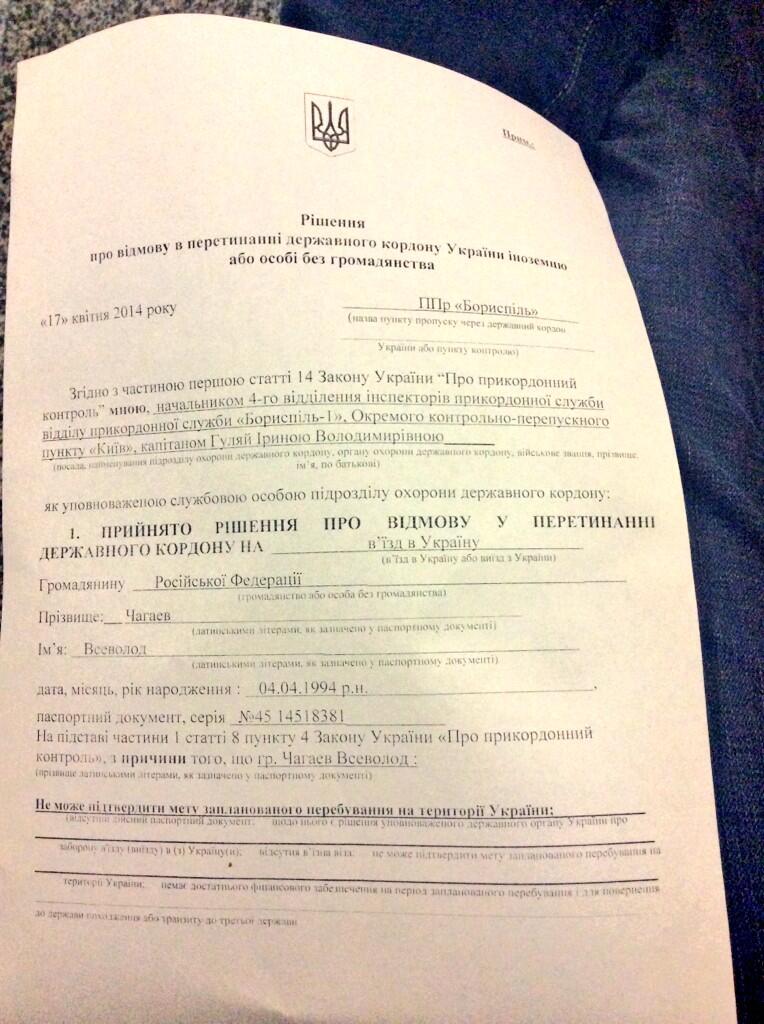 Прим.:
Рішення
про відмову в перетинанні державного кордону України іноземцю
або особі без громадянства
«17» квітня 2014 року
ППр «Бориспіль»
(назва пункту пропуску через державний кордон
України або пункту контролю)
Згідно з частиною першою статті 14 Закону України “Про прикордонний
контроль” мною, начальником 4-го відділення інспекторів прикордонної служби
відділу прикордонної служби «Бориспіль-1», Окремого контрольно-перепускного
пункту «Київ», капітаном Гуляй Іриною Володимирівною
(посада, найменування підрозділу охорони державного кордону, органу охорони державного кордону, військове звання, прізвище,
ім’я, по батькові)
як уповноваженою службовою особою підрозділу охорони державного кордону:
1. ПРИЙНЯТО РІШЕННЯ ПРО ВІДМОВУ У ПЕРЕТИНАННІ
ДЕРЖАВНОГО КОРДОНУ НА в’їзд в Україну
(в’їзд в Україну або виїзд з України)
Громадянину Російської Федерації
(громадянство або особа без громадянства)
Прізвище: Чагаев
(латинськими літерами, як зазначено у паспортному документі)
Ім’я: Всеволод
(латинськими літерами, як зазначено у паспортному документі)
дата, місяць, рік народження : 04.04.1994 р.н.
паспортний документ, серія №45 14518381
На підставі частини 1 статті 8 пункту 4 Закону України «Про прикордонний
контроль», з причини того, що гр. Чагаев Всеволод :
(прізвище латинськими літерами, як зазначено у паспортному документі)
Не може підтвердити мету запланованого перебування на території України;
(відсутній дійсний паспортний документ; щодо нього є рішення уповноваженого державного органу України про
заборону в'їзду (виїзду) в (з) Україну(и); відсутня в'їзна віза; не може підтвердити мету запланованого перебування на
території України; немає достатнього фінансового забезпечення на період запланованого перебування і для повернення
до держави походження або транзиту до третьої держави